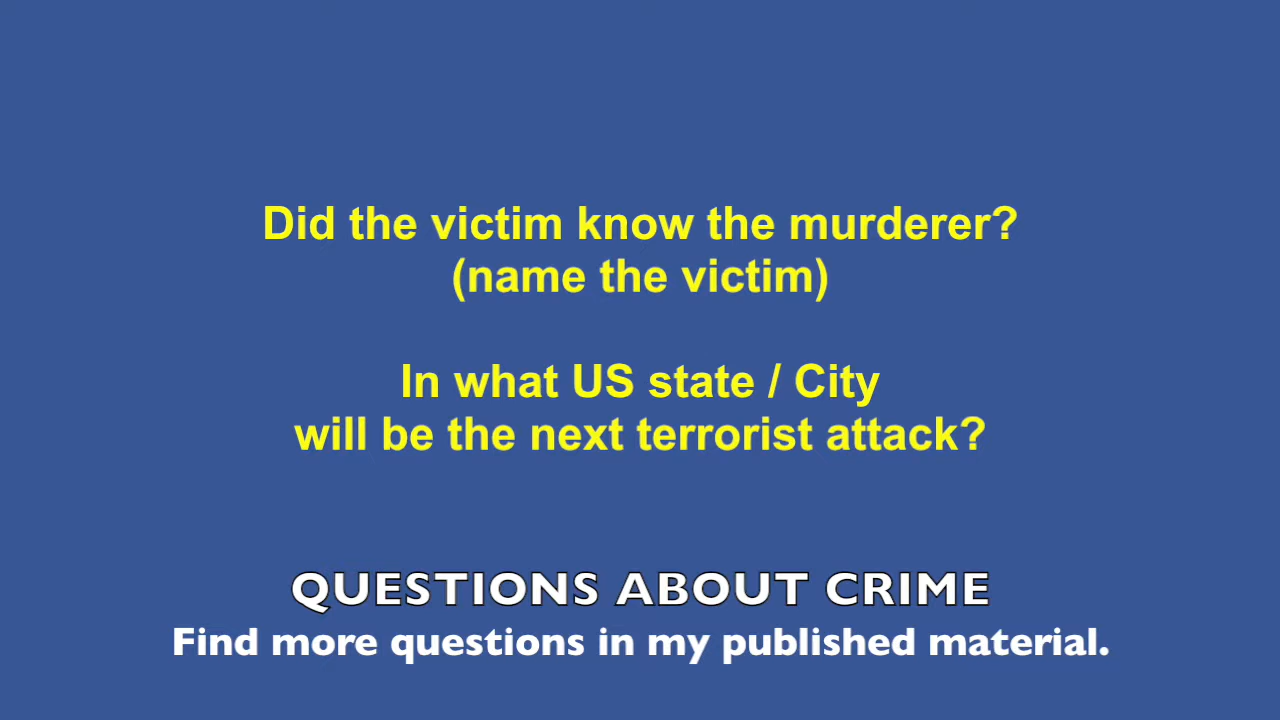 Did the victim know the murderer?
(name the victim)
In what US state / City
will be the next terrorist attack?
QUESTIONS ABOUT CRIME
Find more questions in my published material.